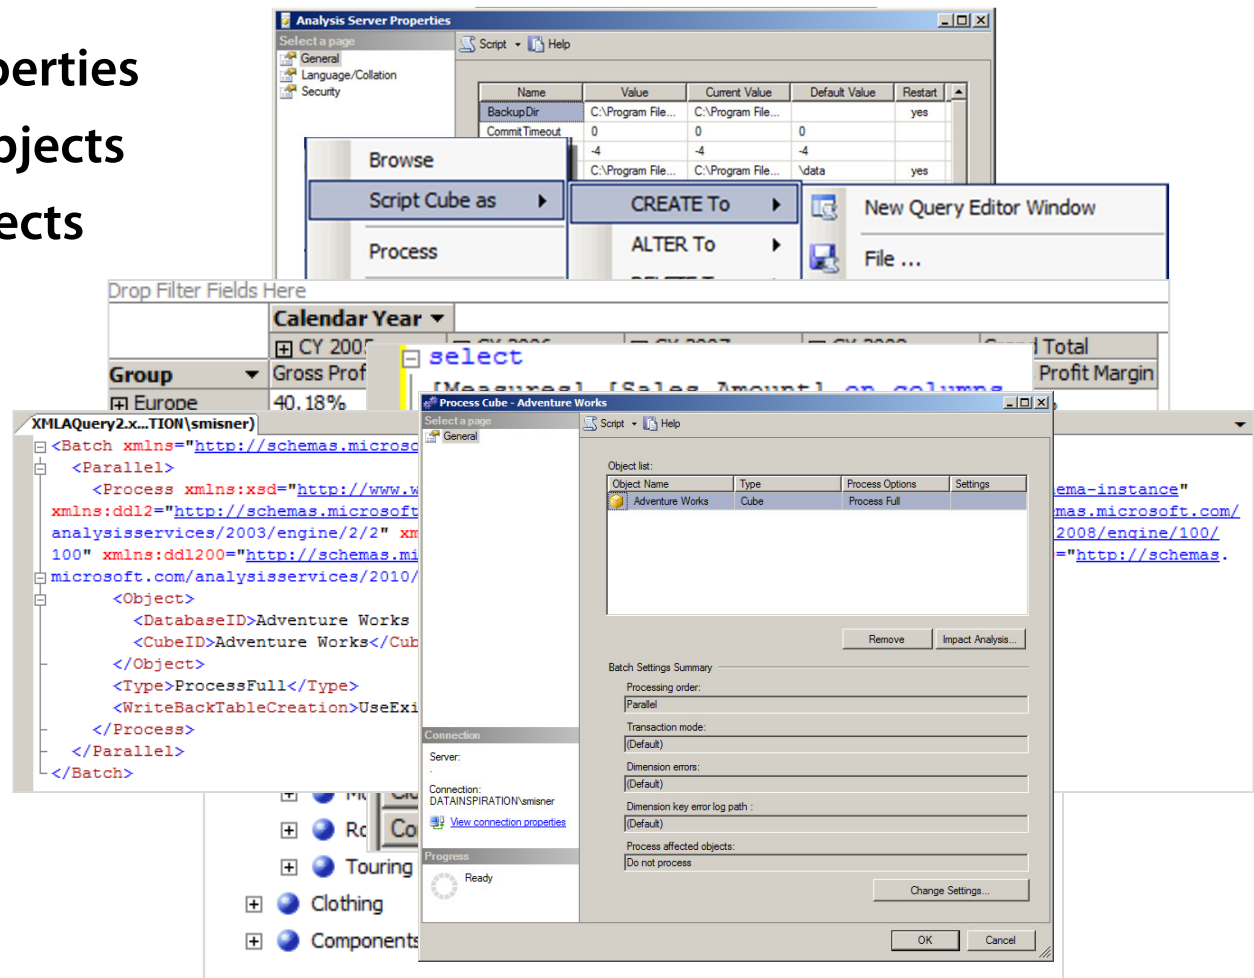 perties
bjects
ects
Analysis Server Properties
Select a page
General
Language/Collation
Security
Script Help
Name Value Current Value Default Value Restart
BackupDir C:\Program File... C:\Program File... yes
CommitTimeout 0 0 0
-4 -4 -4
C:\Program File... C:\Program File... \data yes
Browse
Script Cube as
Process
CREATE To
ALTER To
New Query Editor Window
File ...
Drop Filter Fields Here
Calendar Year
CY 2005
Total
Group Gross Prof Profit Margin
Europe 40.18%
select
[Measures].[Sales Amount] on columns
XMLAQuery2.x...TION\smisner)
<Batch xmlns="http://schemas.microso
<Parallel>
<Process xmlns:xsd="http://www.w ema-instance"
xmlns:ddl2="http://schemas.microsoft mas.microsoft.com/
analysisservices/2003/engine/2/2" xm 2008/engine/100/
100" xmlns:ddl200="http://schemas.mi ="http://schemas.
microsoft.com/analysisservices/2010/
<Object>
<DatabaseID>Adventure Works
<CubeID>Adventure Works</Cub
</Object>
<Type>ProcessFull</Type>
<WriteBackTableCreation>UseExi
</Process>
</Parallel>
</Batch>
Process Cube - Adventure Works
Select a page
General
Script Help
Object list:
Object Name Type Process Options Settings
Adventure Works Cube Process Full
Remove Impact Analysis...
Batch Settings Summary
Processing order:
Parallel
Transaction mode:
(Default)
Dimension errors:
(Default)
Dimension key error log path :
(Default)
Process affected objects:
Do not process
Change Settings...
OK Cancel
Connection
Server:
.
Connection:
DATAINSPIRATION\smisner
View connection properties
Progress
Ready
Ro
Co
Touring
Clothing
Components